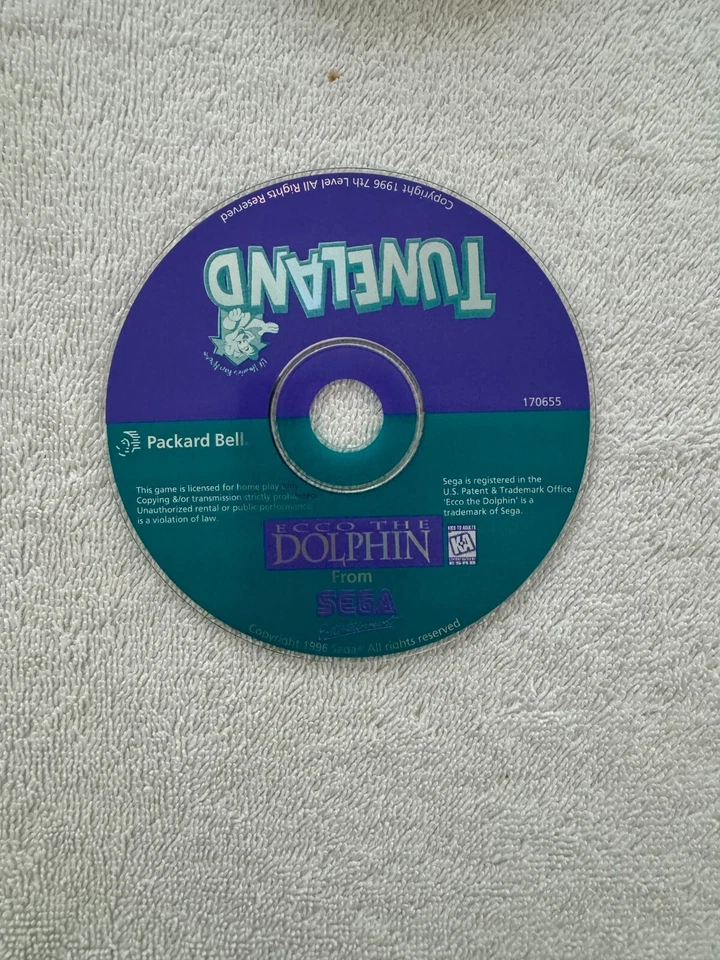 Copyright 1996 7th Level All Rights Reserved
TUNELAND
170655
Packard Bell.
This game is licensed for home play only.
Copying &/or transmission strictly prohibited.
Unauthorized rental or public performance
is a violation of law.
Sega is registered in the
U.S. Patent & Trademark Office.
'Ecco the Dolphin' is a
trademark of Sega.
ECCO THE
DOLPHIN
KIDS TO ADULTS
K-A
ESRB
From
SEGA
Copyright 1996 Sega® All rights reserved